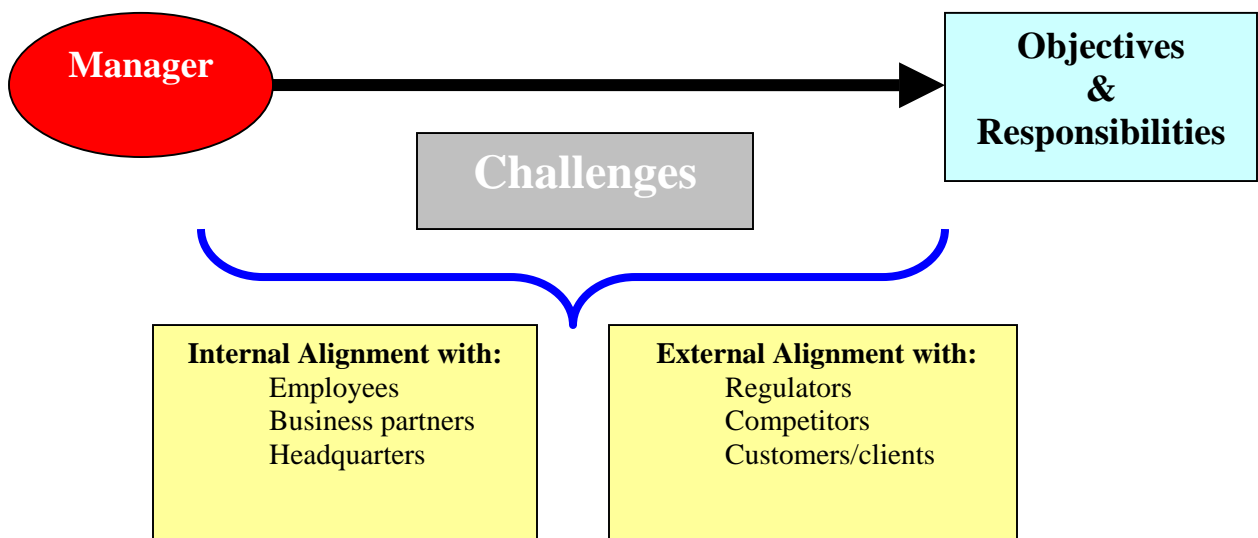 Manager
Objectives
&
Responsibilities
Challenges
Internal Alignment with:
Employees
Business partners
Headquarters
External Alignment with:
Regulators
Competitors
Customers/clients